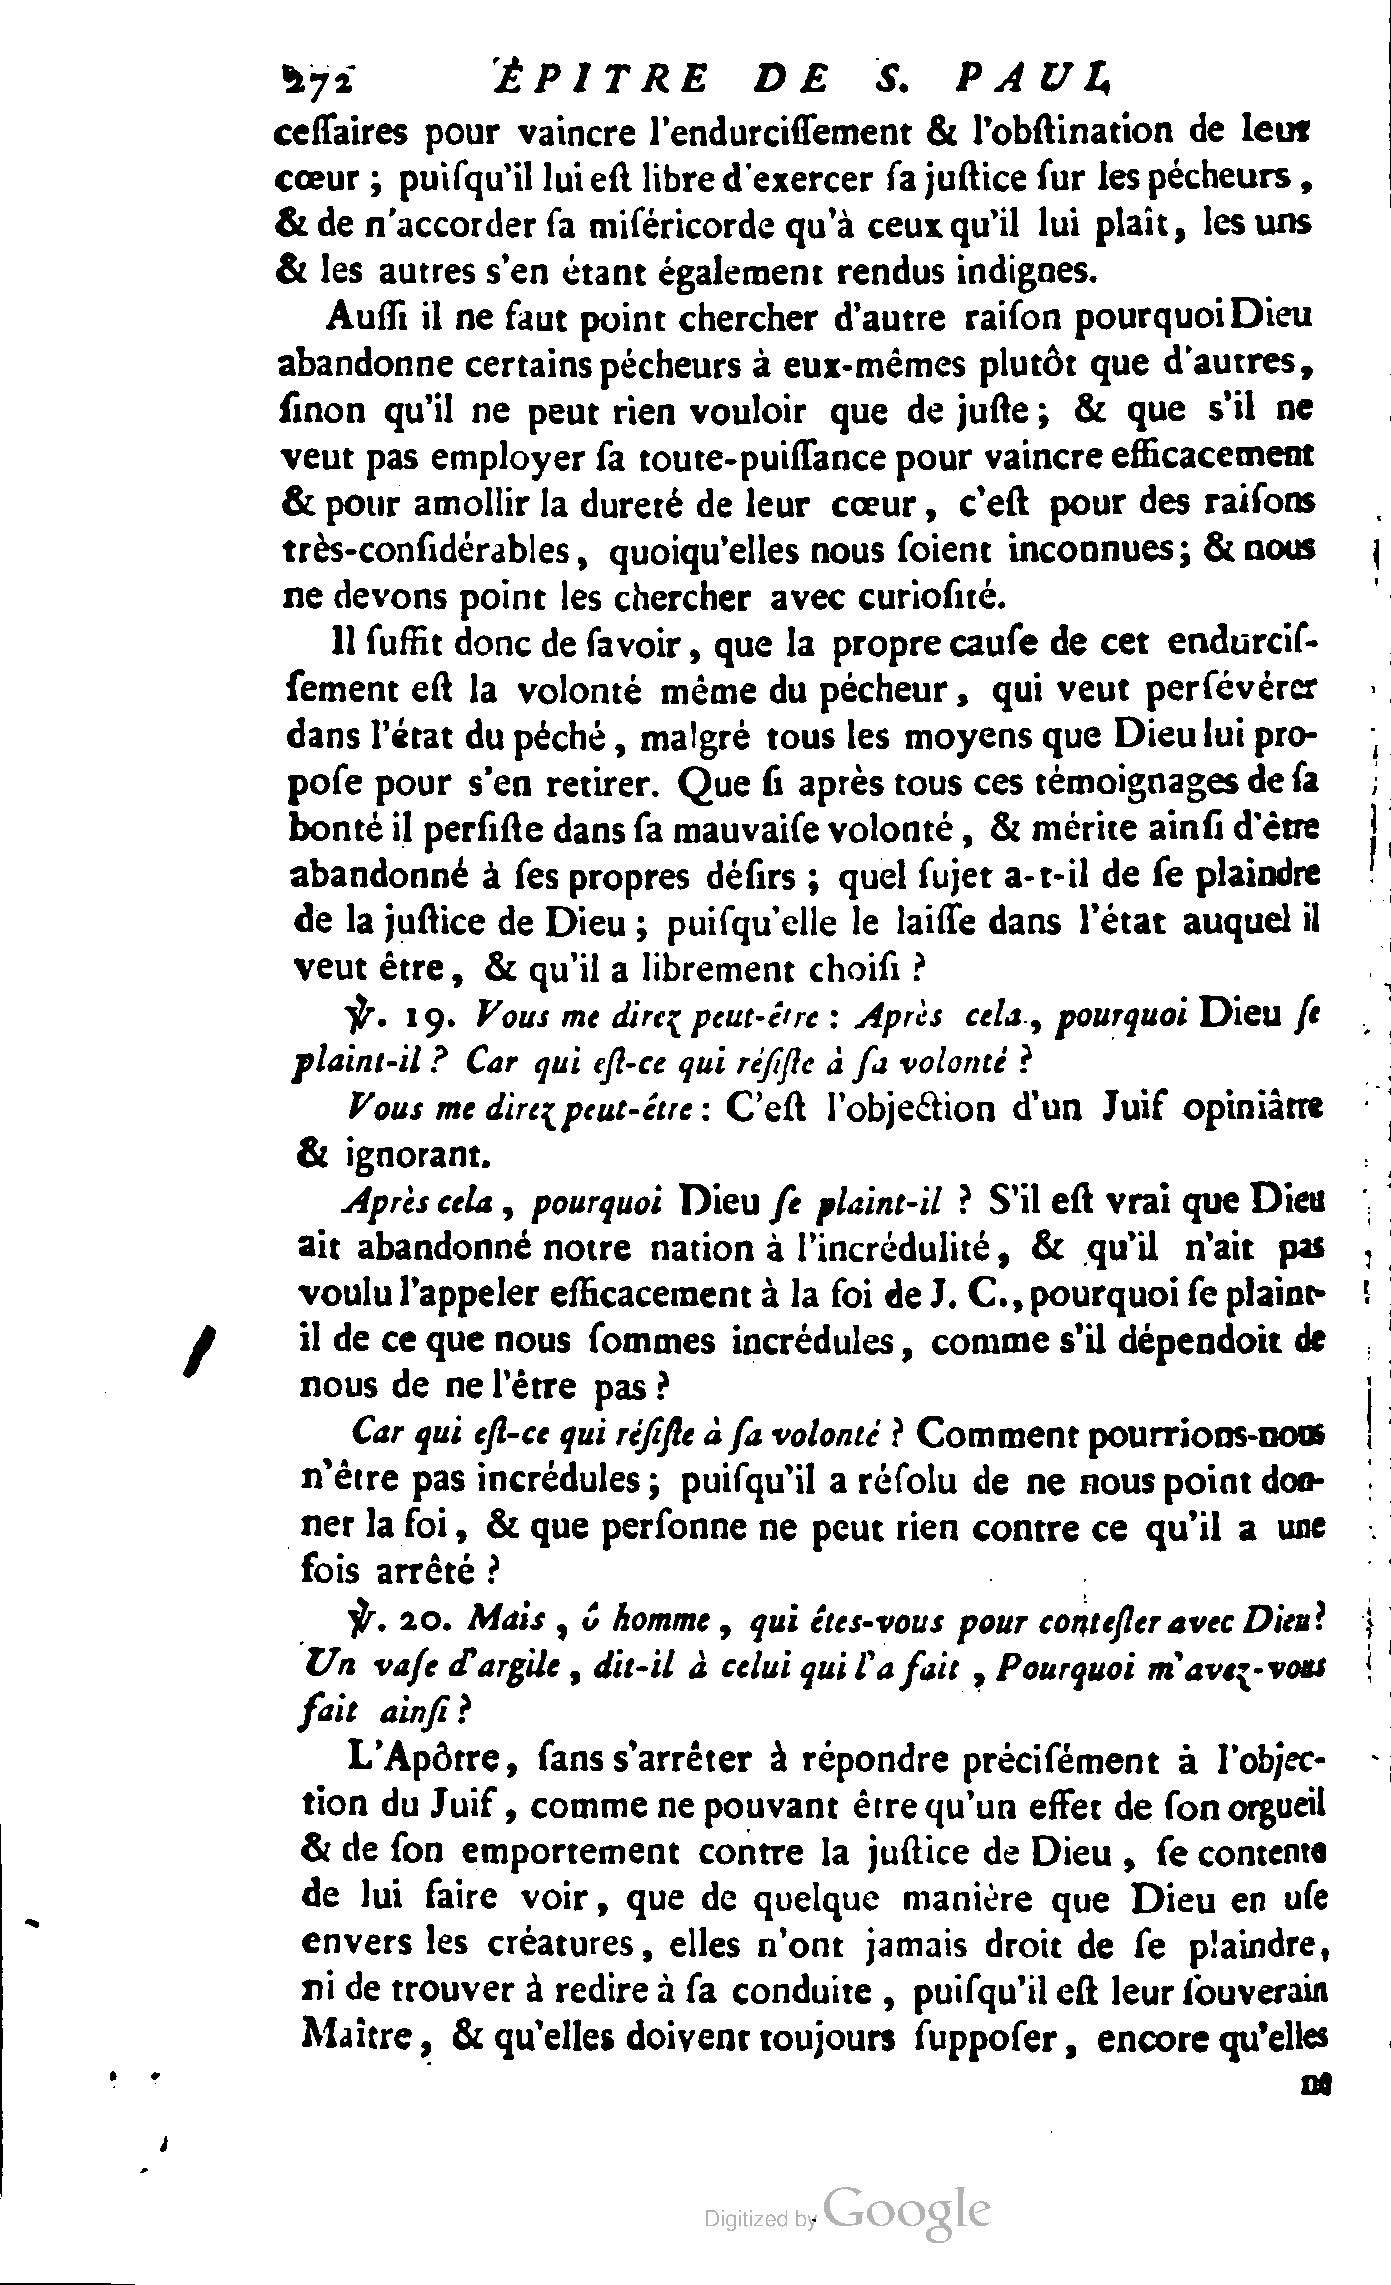 272 ÉPITRE DE S. PAUL
ceſſaires pour vaincre l'endurciſſement & l'obſtination de leur
cœur ; puiſqu'il lui eſt libre d'exercer ſa juſtice ſur les pécheurs ,
& de n'accorder ſa miſéricorde qu'à ceux qu'il lui plaît, les uns
& les autres s'en étant également rendus indignes.
Auſſi il ne faut point chercher d'autre raiſon pourquoi Dieu
abandonne certains pécheurs à eux-mêmes plutôt que d'autres,
ſinon qu'il ne peut rien vouloir que de juſte ; & que s'il ne
veut pas employer ſa toute-puiſſance pour vaincre efficacement
& pour amollir la dureté de leur cœur , c'eſt pour des raiſons
très-conſidérables, quoiqu'elles nous ſoient inconnues; & nous
ne devons point les chercher avec curioſité.
Il ſuffit donc de ſavoir, que la propre cauſe de cet endurciſ-
ſement eſt la volonté même du pécheur , qui veut perſévérer
dans l'état du péché , malgré tous les moyens que Dieu lui pro-
poſe pour s'en retirer. Que ſi après tous ces témoignages de ſa
bonté il perſiſte dans ſa mauvaiſe volonté , & mérite ainſi d'être
abandonné à ſes propres déſirs ; quel ſujet a-t-il de ſe plaindre
de la juſtice de Dieu ; puiſqu'elle le laiſſe dans l'état auquel il
veut être, & qu'il a librement choiſi ?
℣. 19. Vous me direz peut-être : Après cela, pourquoi Dieu ſe
plaint-il ? Car qui eſt-ce qui réſiſte à ſa volonté ?
Vous me direz peut-être : C'eſt l'objection d'un Juif opiniâtre
& ignorant.
Après cela , pourquoi Dieu ſe plaint-il ? S'il eſt vrai que Dieu
ait abandonné notre nation à l'incrédulité, & qu'il n'ait pas
voulu l'appeler efficacement à la foi de J. C., pourquoi ſe plaint-
il de ce que nous ſommes incrédules, comme s'il dépendoit de
nous de ne l'être pas ?
Car qui eſt-ce qui réſiſte à ſa volonté ? Comment pourrions-nous
n'être pas incrédules ; puiſqu'il a réſolu de ne nous point don-
ner la foi, & que perſonne ne peut rien contre ce qu'il a une
fois arrêté ?
℣. 20. Mais , ô homme , qui êtes-vous pour conteſter avec Dieu ?
Un vaſe d'argile , dit-il à celui qui l'a fait , Pourquoi m'avez-vous
fait ainſi ?
L'Apôtre, ſans s'arrêter à répondre préciſément à l'objec-
tion du Juif , comme ne pouvant être qu'un effet de ſon orgueil
& de ſon emportement contre la juſtice de Dieu , ſe contente
de lui faire voir, que de quelque manière que Dieu en uſe
envers les créatures, elles n'ont jamais droit de ſe plaindre,
ni de trouver à redire à ſa conduite , puiſqu'il eſt leur ſouverain
Maître, & qu'elles doivent toujours ſuppoſer, encore qu'elles
ne
Digitized by Google